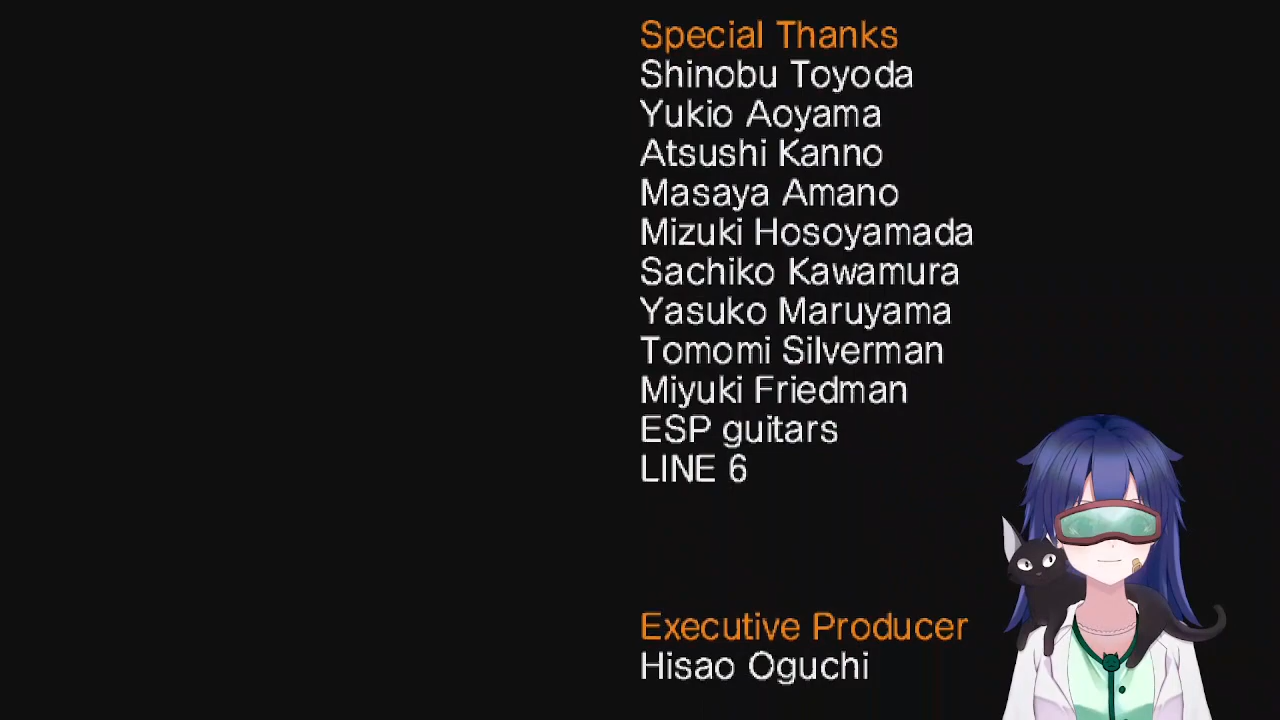 Special Thanks
Shinobu Toyoda
Yukio Aoyama
Atsushi Kanno
Masaya Amano
Mizuki Hosoyamada
Sachiko Kawamura
Yasuko Maruyama
Tomomi Silverman
Miyuki Friedman
ESP guitars
LINE 6
Executive Producer
Hisao Oguchi